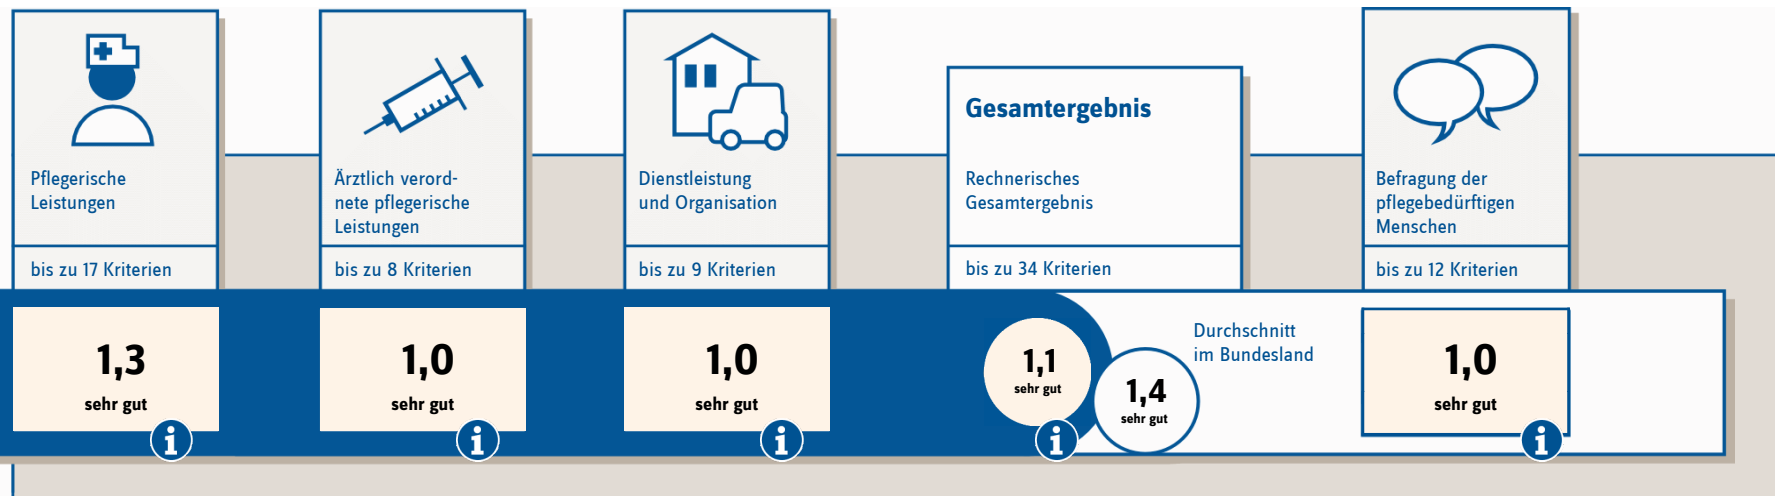 Pflegerische
Leistungen
bis zu 17 Kriterien
1,3
sehr gut
i
Ärztlich verord-
nete pflegerische
Leistungen
bis zu 8 Kriterien
1,0
sehr gut
i
Dienstleistung
und Organisation
bis zu 9 Kriterien
1,0
sehr gut
i
Gesamtergebnis
Rechnerisches
Gesamtergebnis
bis zu 34 Kriterien
1,1
sehr gut
i
Durchschnitt
im Bundesland
1,4
sehr gut
Befragung der
pflegebedürftigen
Menschen
bis zu 12 Kriterien
1,0
sehr gut
i